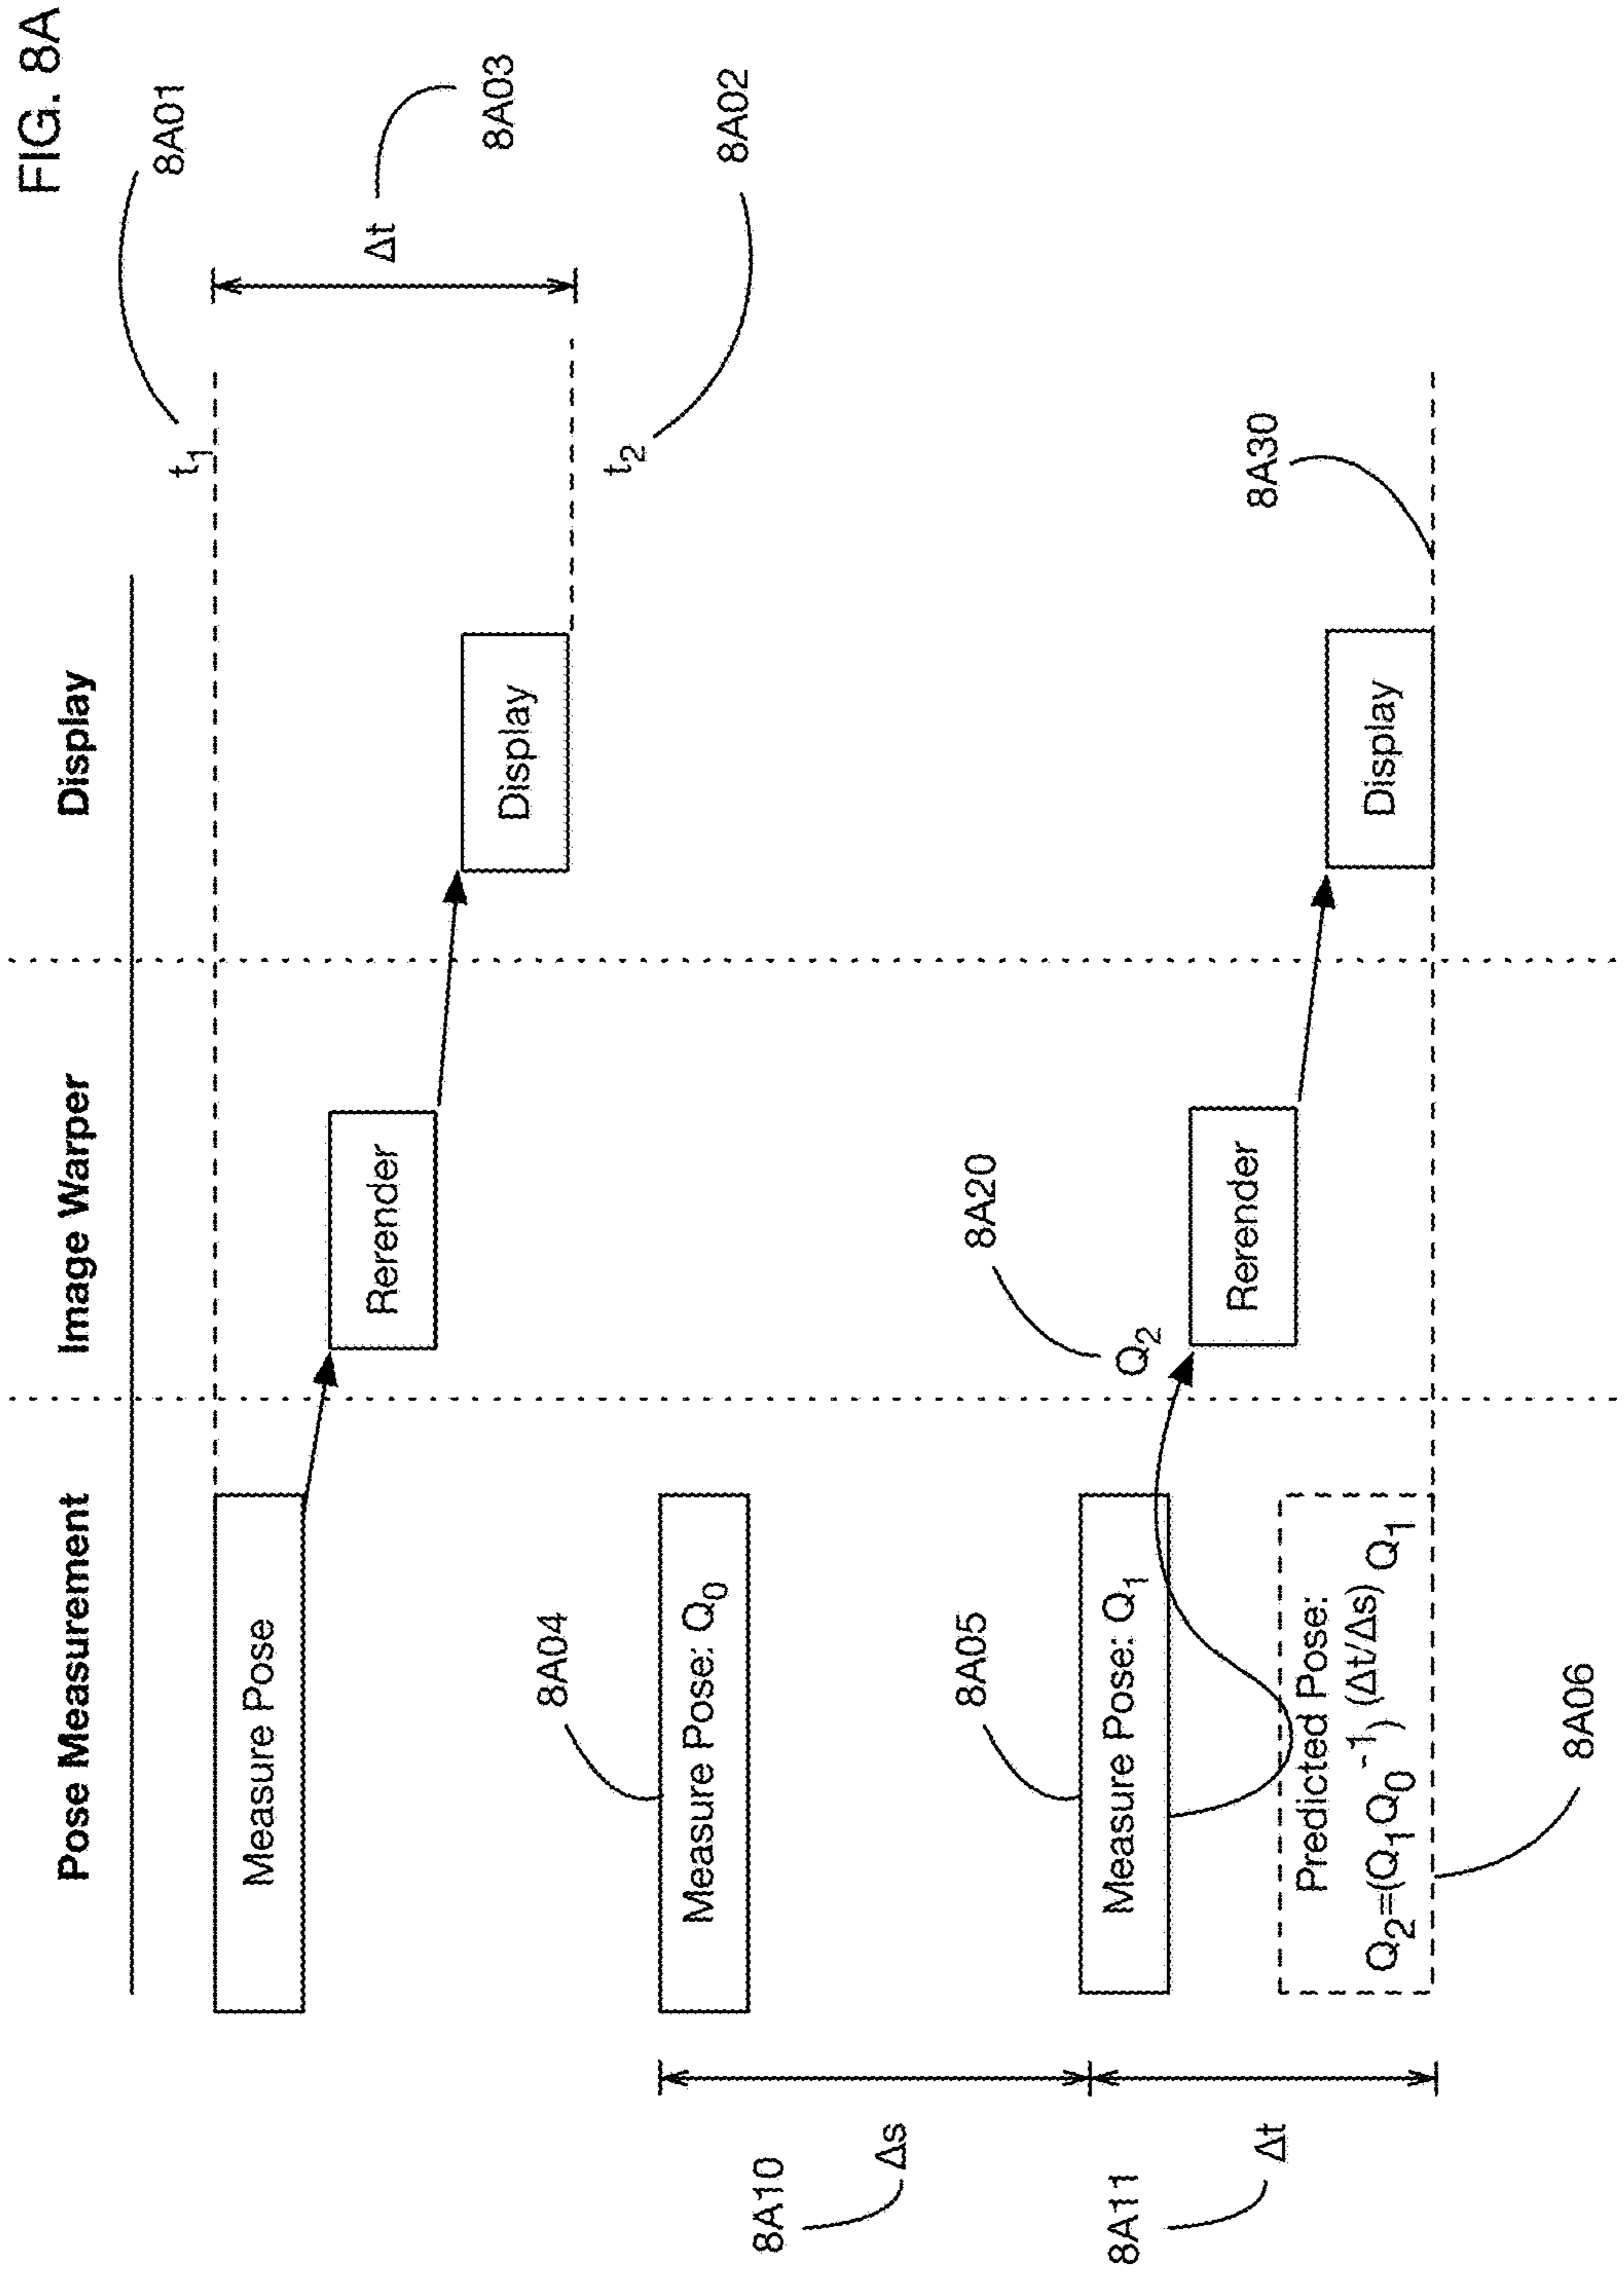 FIG. 8A
Pose Measurement
Image Warper
Display
t₁
8A01
Measure Pose
Rerender
Display
Δt
8A03
t₂
8A02
8A04
Measure Pose: Q₀
8A10
Δs
8A05
Measure Pose: Q₁
8A20
Q₂
Rerender
Display
8A30
8A11
Δt
Predicted Pose:
Q₂=(Q₁Q₀⁻¹) (Δt/Δs) Q₁
8A06